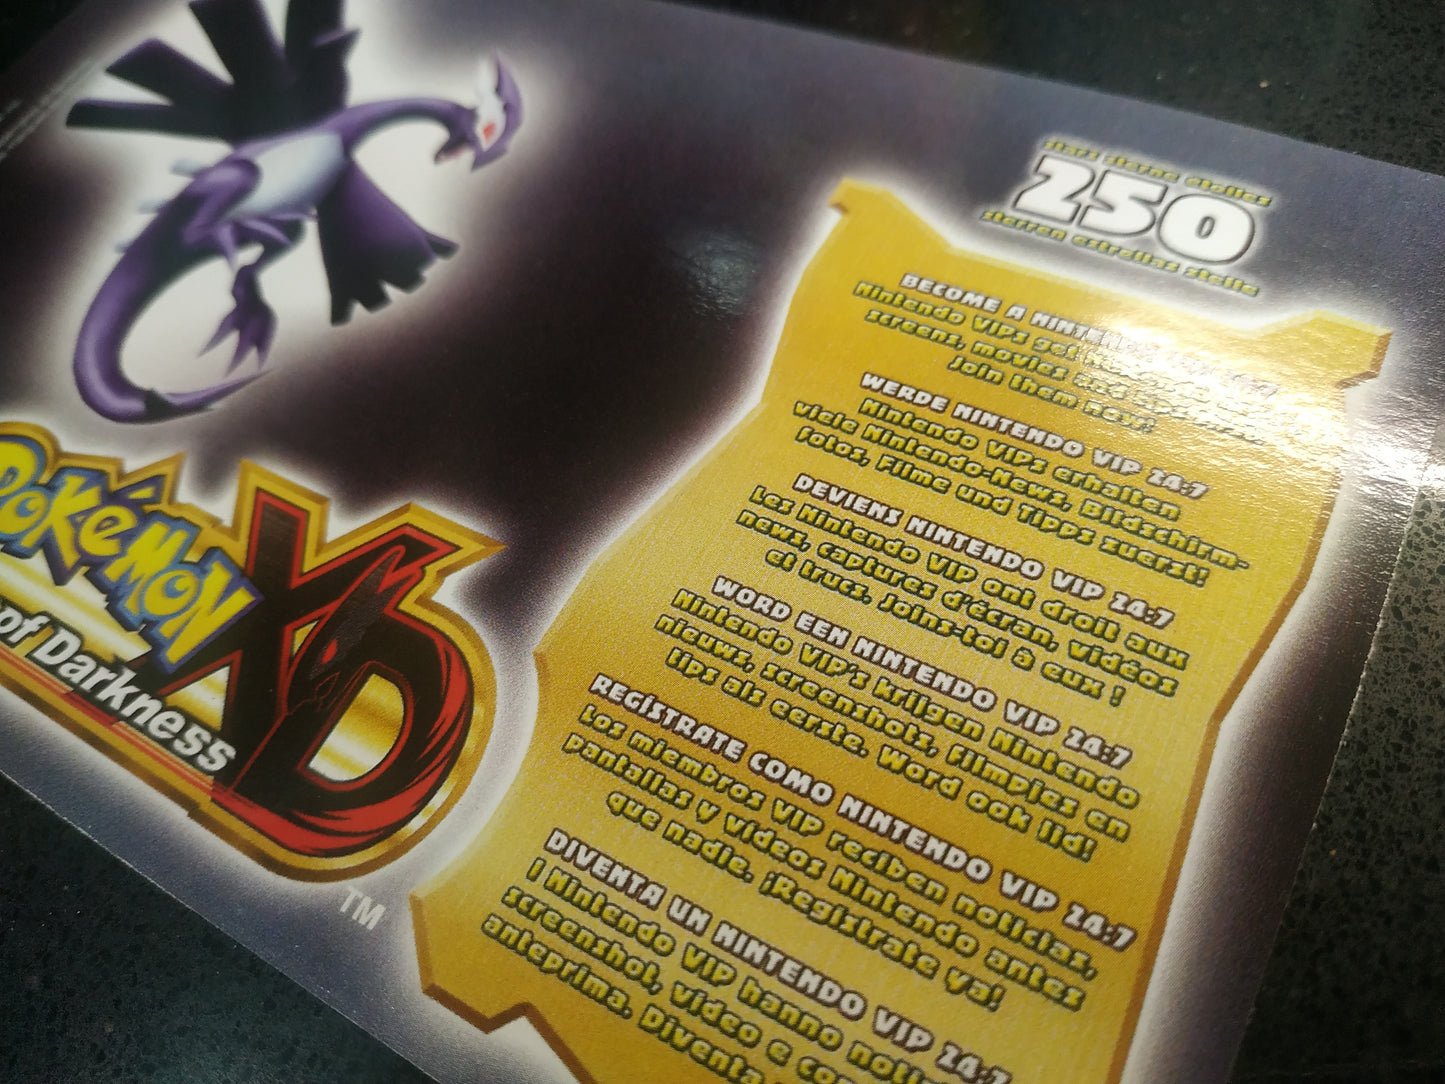 stars sterne étoiles
250
sterren estrellas stelle
BECOME A NINTENDO
Nintendo VIPs get
screens, movies and
Join them now!
WERDE NINTENDO VIP 24:7
Nintendo VIPs erhalten
viele Nintendo-News, Bildschirm-
fotos, Filme und Tipps zuerst!
DEVIENS NINTENDO VIP 24:7
Les Nintendo VIP ont droit aux
news, captures d'écran, vidéos
et trucs. Joins-toi à eux !
WORD EEN NINTENDO VIP 24:7
Nintendo VIP's krijgen Nintendo
nieuws, screenshots, filmpjes en
tips als eerste. Word ook lid!
REGÍSTRATE COMO NINTENDO VIP 24:7
Los miembros VIP reciben noticias,
pantallas y vídeos Nintendo antes
que nadie. ¡Regístrate ya!
DIVENTA UN NINTENDO VIP 24:7
I Nintendo VIP hanno
screenshot, video e
anteprima. Diventa
POKéMON
XD
of Darkness
TM